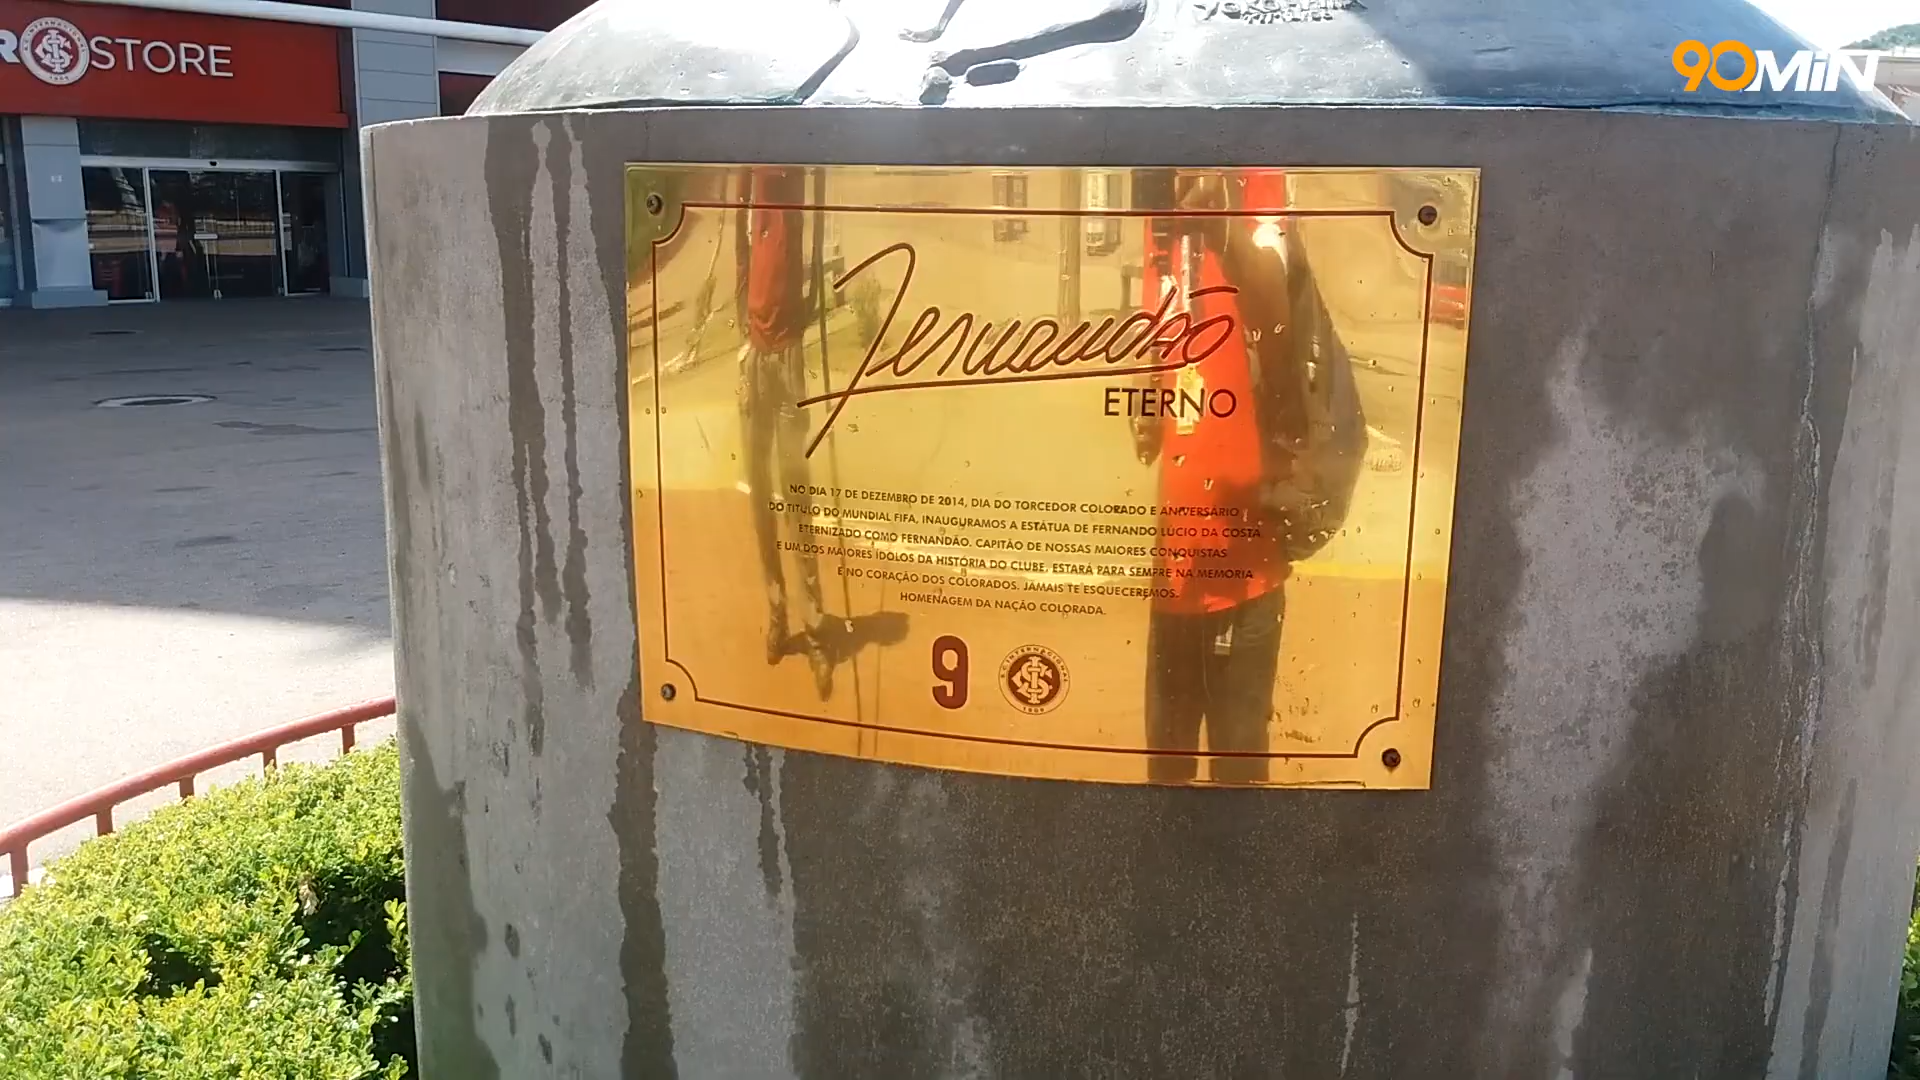 R STORE
YOKOHAMA
90MiN
Fernandão
ETERNO
NO DIA 17 DE DEZEMBRO DE 2014, DIA DO TORCEDOR COLORADO E ANIVERSÁRIO
DO TÍTULO DO MUNDIAL FIFA, INAUGURAMOS A ESTÁTUA DE FERNANDO LÚCIO DA COSTA
ETERNIZADO COMO FERNANDÃO. CAPITÃO DE NOSSAS MAIORES CONQUISTAS
E UM DOS MAIORES ÍDOLOS DA HISTÓRIA DO CLUBE, ESTARÁ PARA SEMPRE NA MEMÓRIA
E NO CORAÇÃO DOS COLORADOS. JAMAIS TE ESQUECEREMOS.
HOMENAGEM DA NAÇÃO COLORADA.
9
S.C. INTERNACIONAL
1909